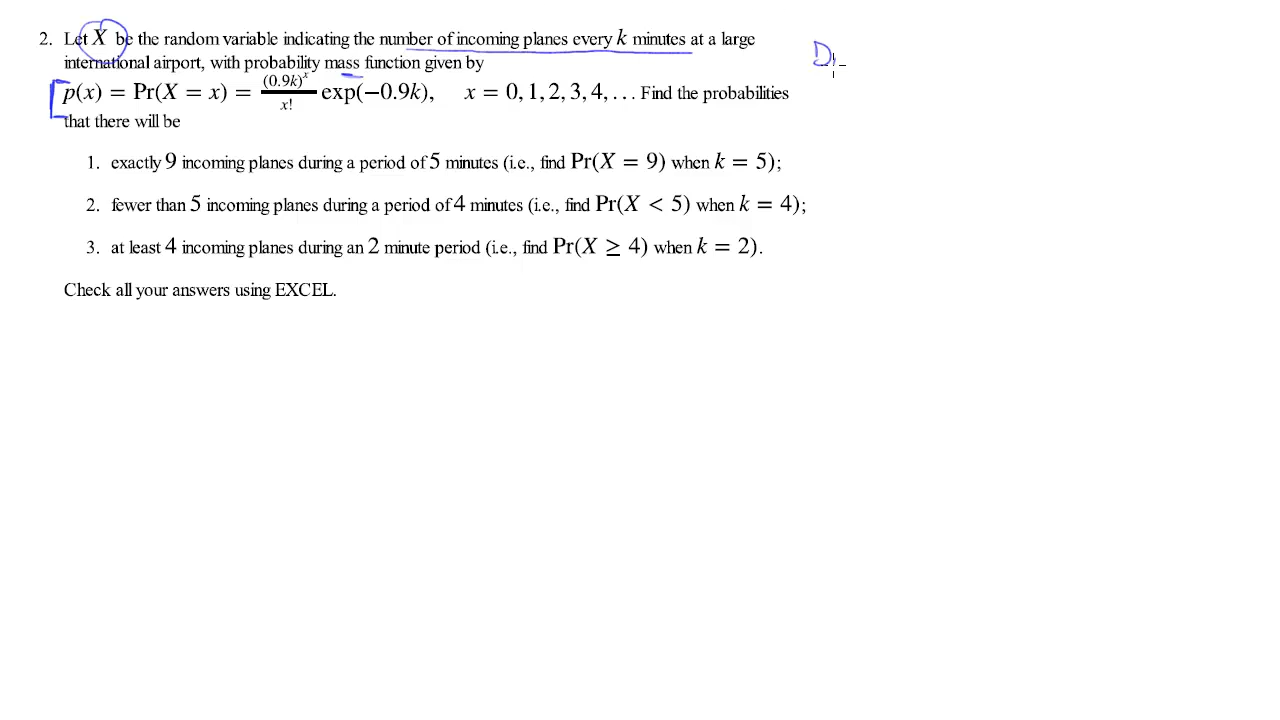 2. Let X be the random variable indicating the number of incoming planes every k minutes at a large
international airport, with probability mass function given by
p(x) = Pr(X = x) = (0.9k)^x / x! exp(−0.9k),   x = 0, 1, 2, 3, 4, . . . Find the probabilities
that there will be
1. exactly 9 incoming planes during a period of 5 minutes (i.e., find Pr(X = 9) when k = 5);
2. fewer than 5 incoming planes during a period of 4 minutes (i.e., find Pr(X < 5) when k = 4);
3. at least 4 incoming planes during an 2 minute period (i.e., find Pr(X ≥ 4) when k = 2).
Check all your answers using EXCEL.